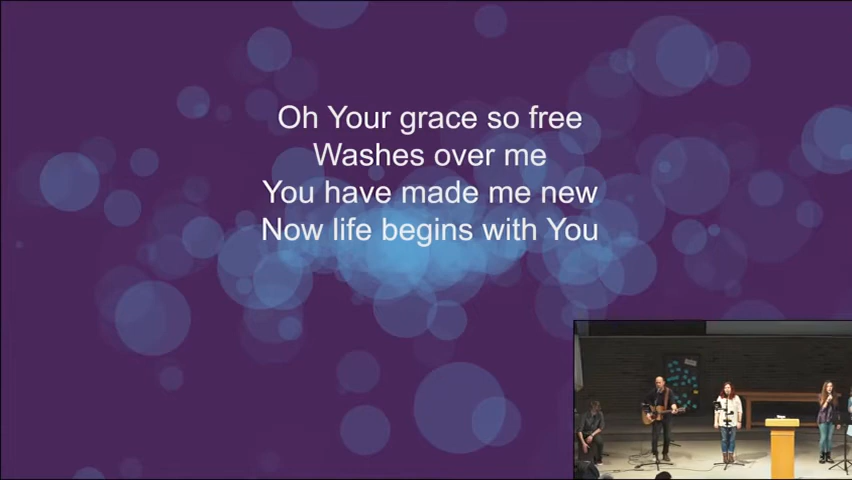 Oh Your grace so free
Washes over me
You have made me new
Now life begins with You